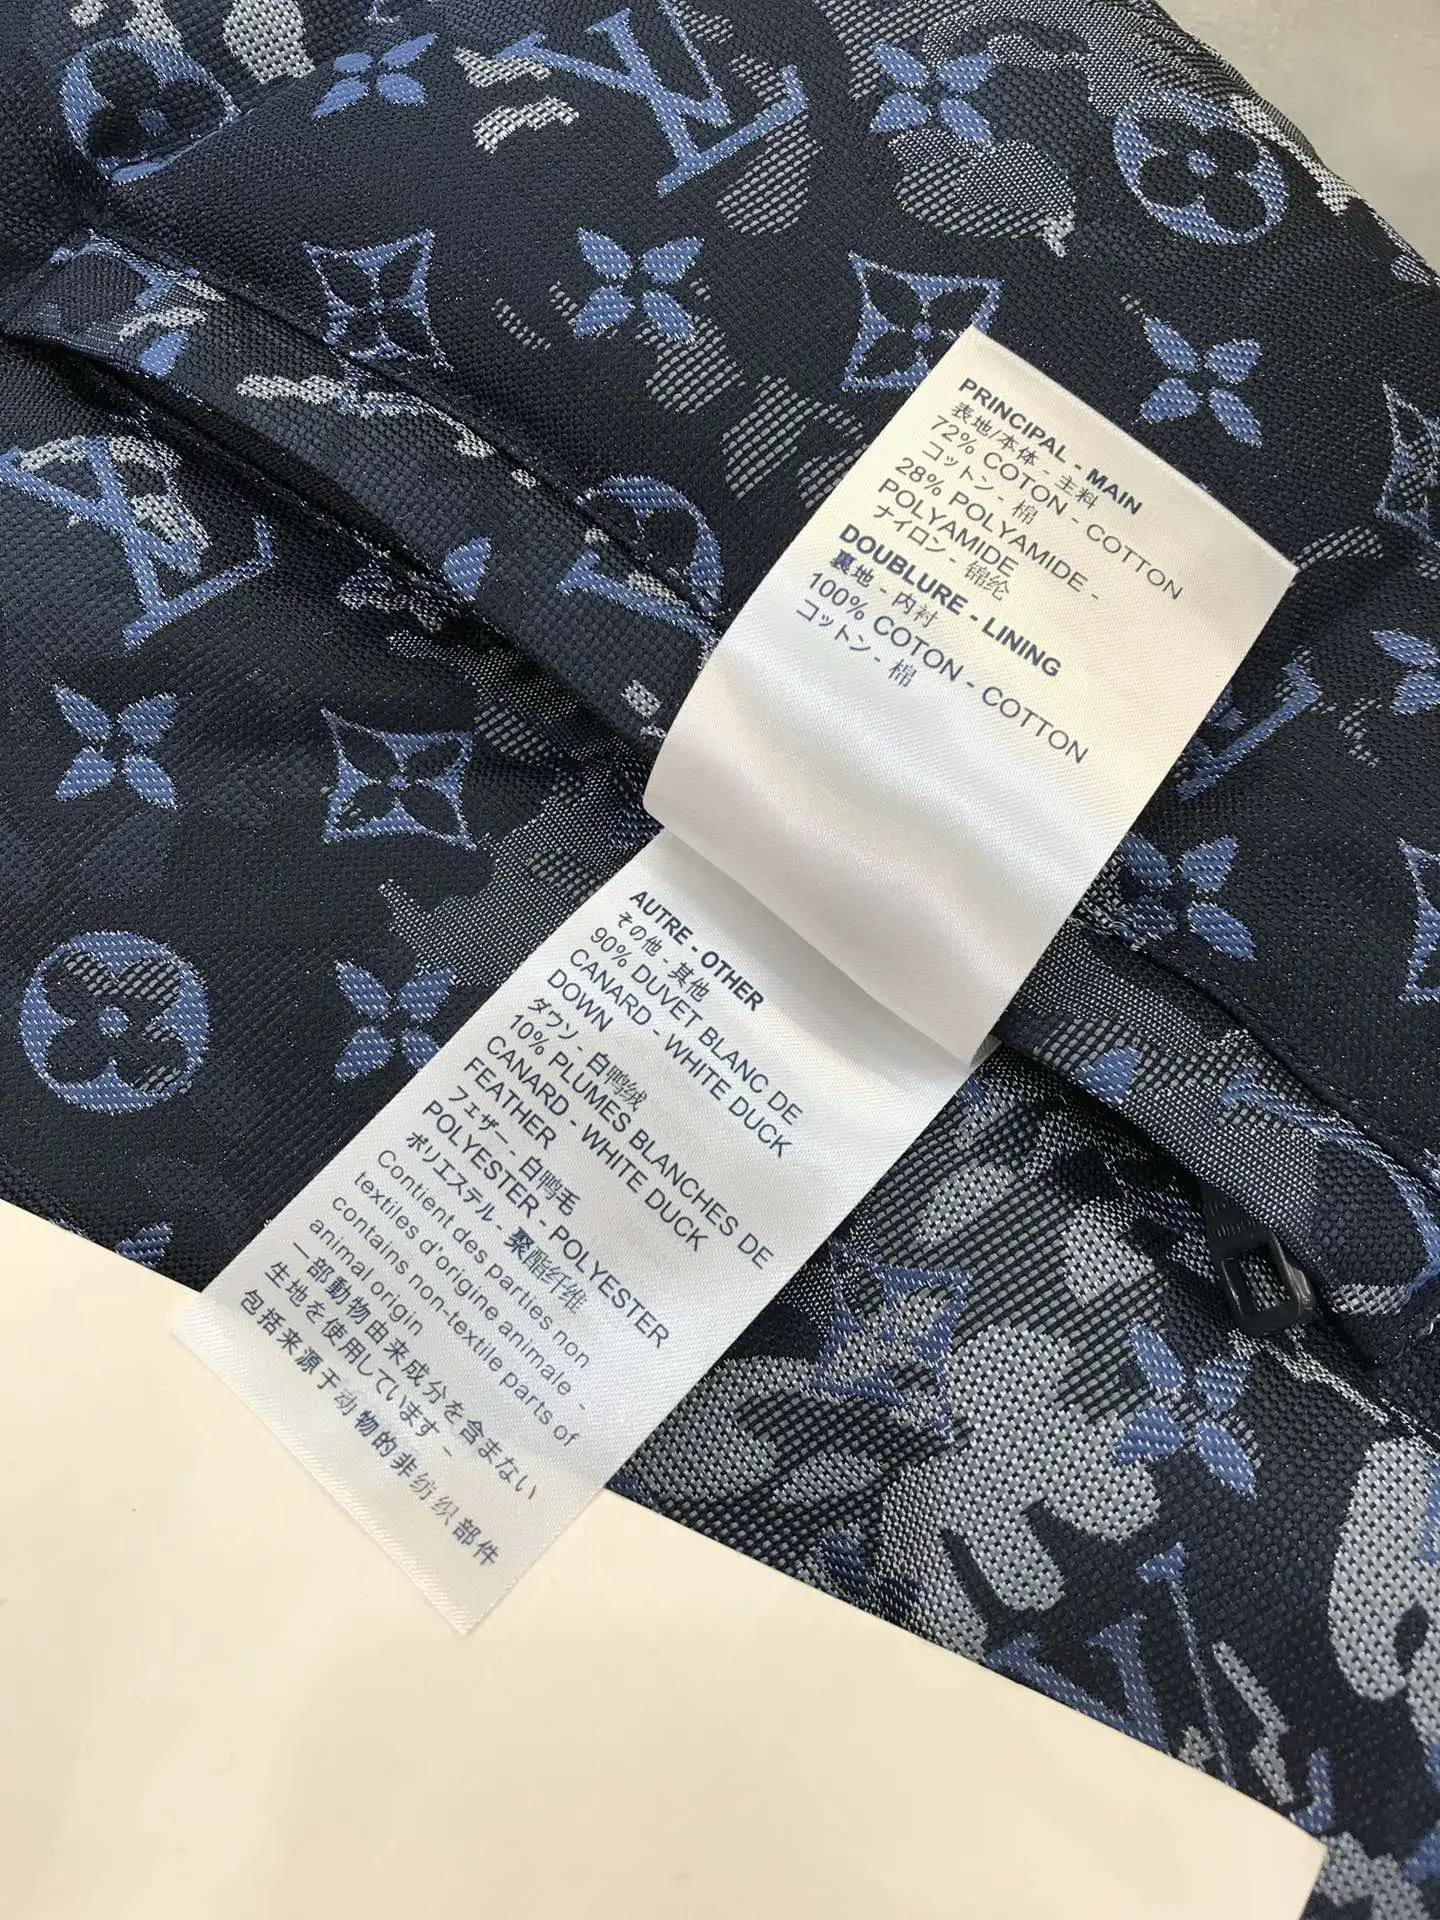 PRINCIPAL - MAIN
表地/本体 - 主料
72% COTON - COTTON
コットン - 棉
28% POLYAMIDE -
POLYAMIDE
ナイロン - 锦纶
DOUBLURE - LINING
裏地 - 内衬
100% COTON - COTTON
コットン - 棉
AUTRE - OTHER
その他 - 其他
90% DUVET BLANC DE
CANARD - WHITE DUCK
DOWN
ダウン - 白鸭绒
10% PLUMES BLANCHES DE
CANARD - WHITE DUCK
FEATHER
フェザー - 白鸭毛
POLYESTER - POLYESTER
ポリエステル - 聚酯纤维
Contient des parties non
textiles d'origine animale -
contains non-textile parts of
animal origin
一部動物由来成分を含まない
生地を使用しています -
包括来源于动物的非纺织部件